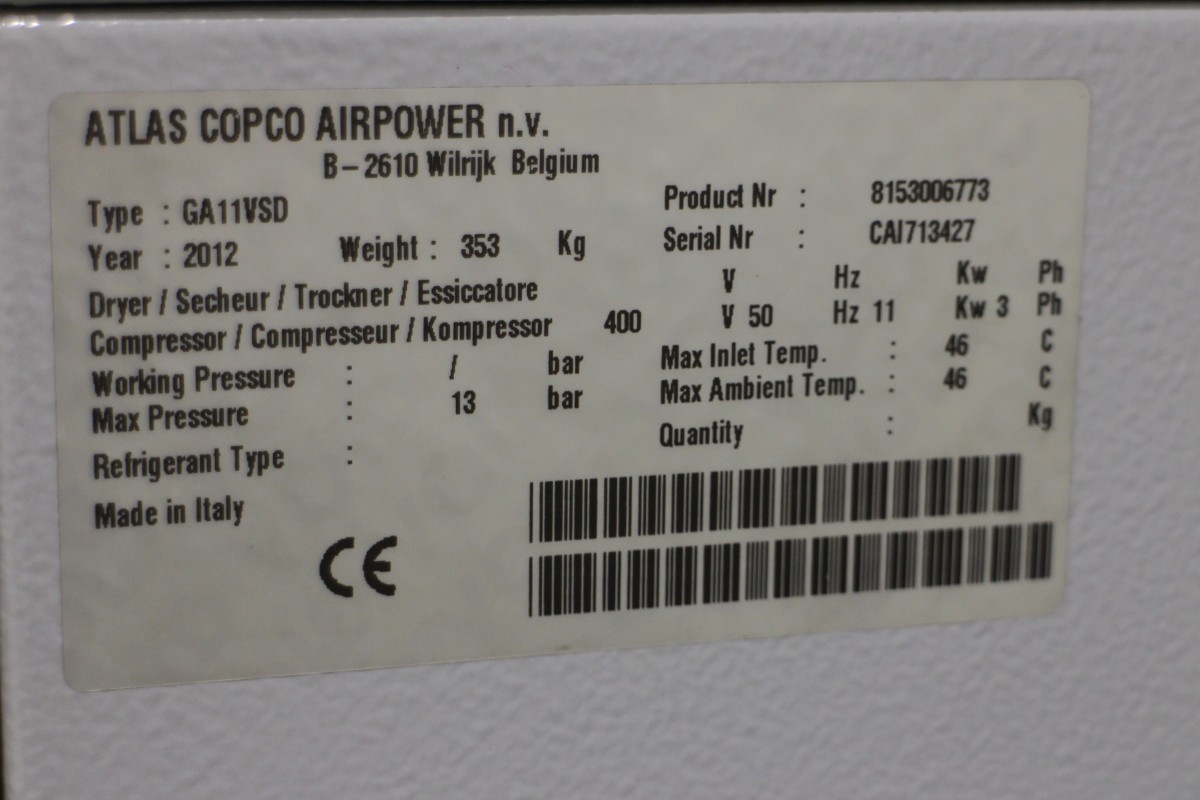 ATLAS COPCO AIRPOWER n.v.
B-2610 Wilrijk Belgium
Type : GA11VSD
Product Nr : 8153006773
Year : 2012 Weight : 353 Kg
Serial Nr : CAI713427
Dryer / Secheur / Trockner / Essiccatore V Hz Kw Ph
Compressor / Compresseur / Kompressor 400 V 50 Hz 11 Kw 3 Ph
Working Pressure : / bar
Max Inlet Temp. : 46 C
Max Pressure : 13 bar
Max Ambient Temp. : 46 C
Refrigerant Type :
Quantity : Kg
Made in Italy
CE